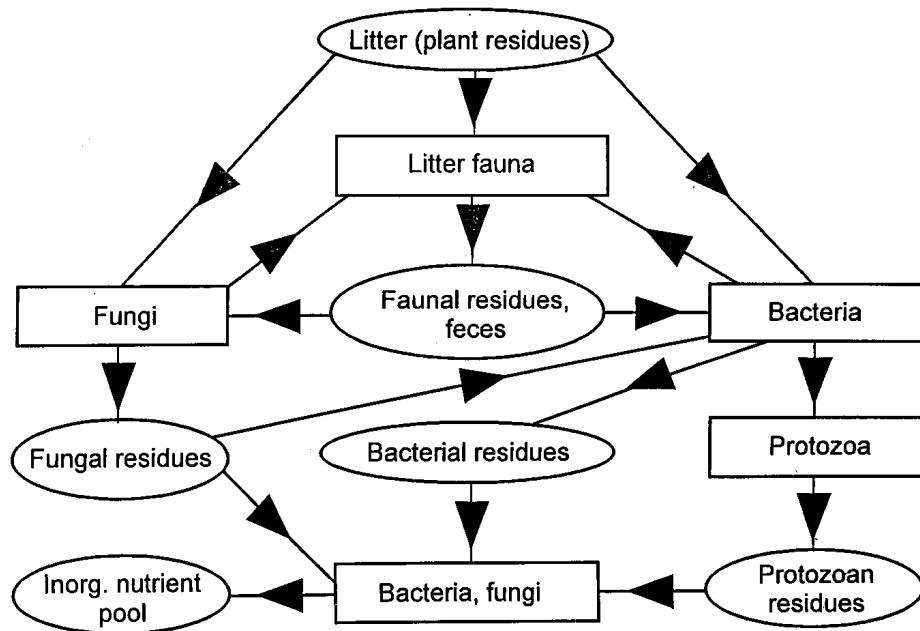 Litter (plant residues)
Litter fauna
Fungi
Faunal residues,
feces
Bacteria
Fungal residues
Bacterial residues
Protozoa
Inorg. nutrient
pool
Bacteria, fungi
Protozoan
residues